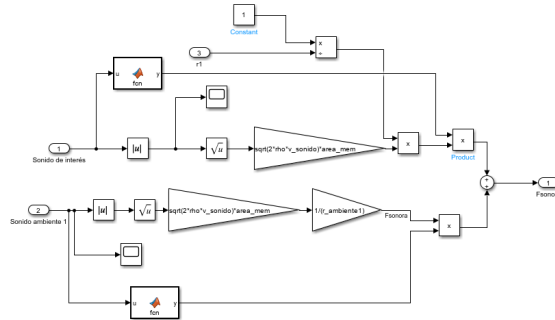 1
Constant
x
÷
3
r1
u
fcn
y
1
Sonido de interés
|u|
√u
sqrt(2*rho*v_sonido)*area_mem
x
x
Product
+
+
1
Fsonora
2
Sonido ambiente 1
|u|
√u
sqrt(2*rho*v_sonido)*area_mem
1/(r_ambiente1)
Fsonora
x
u
fcn
y